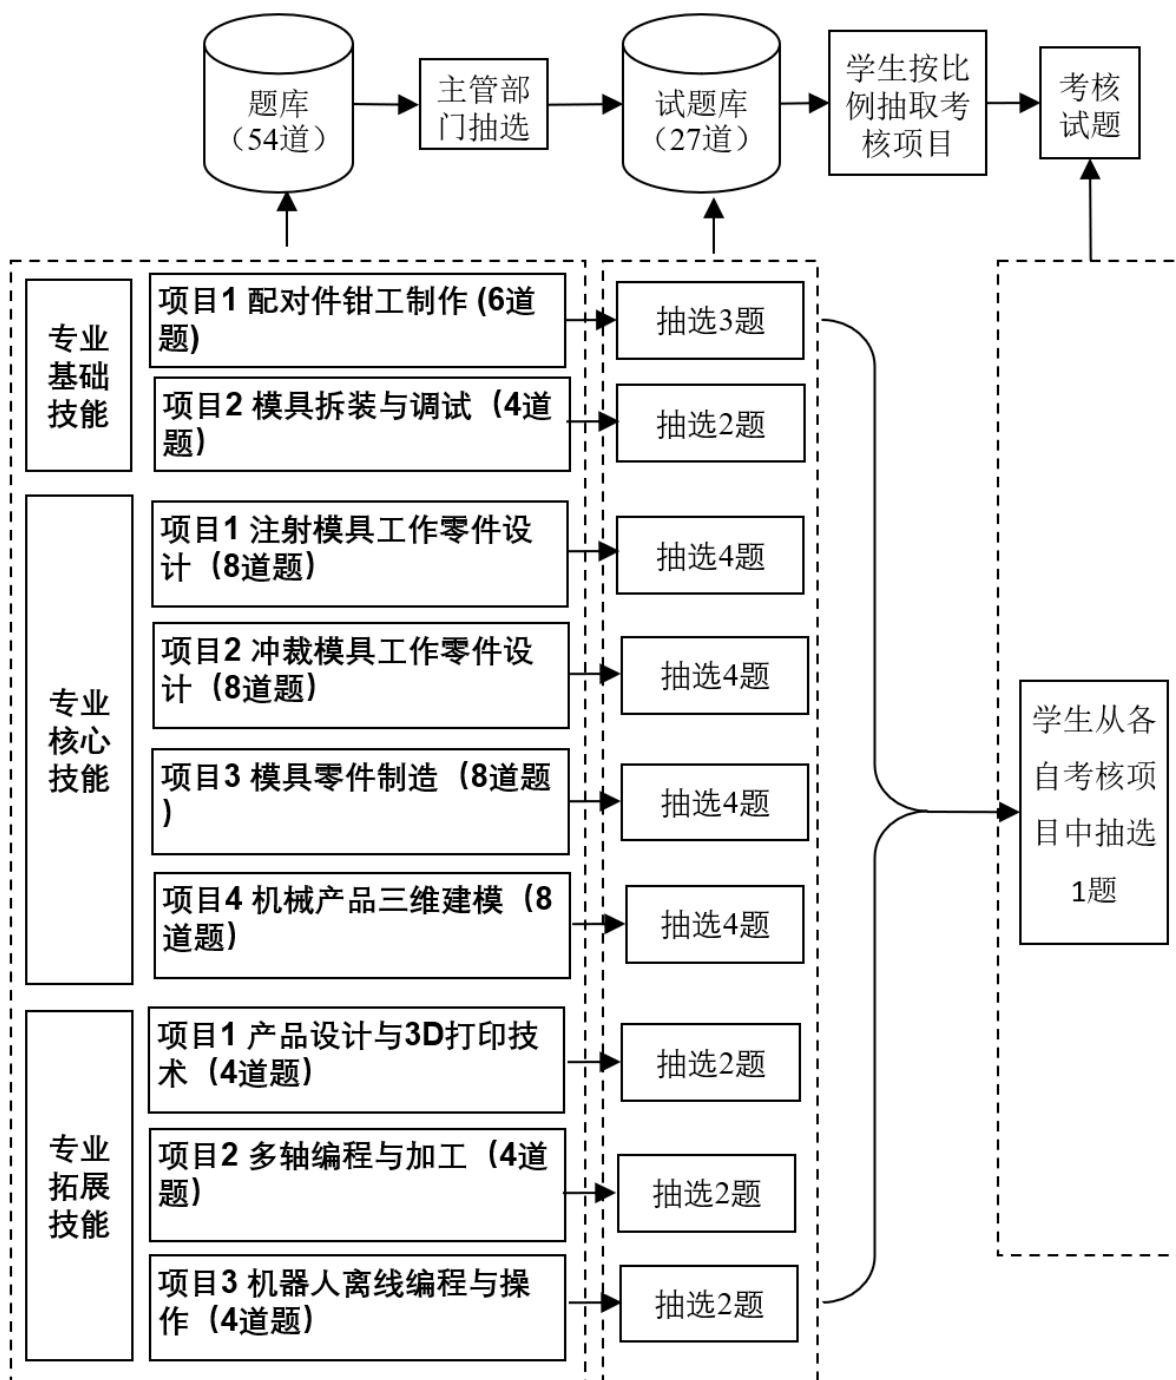 题库
（54道）
主管部
门抽选
试题库
（27道）
学生按比
例抽取考
核项目
考核
试题
专业
基础
技能
项目1 配对件钳工制作 (6道
题)
抽选3题
项目2 模具拆装与调试（4道
题）
抽选2题
专业
核心
技能
项目1 注射模具工作零件设
计（8道题）
抽选4题
项目2 冲裁模具工作零件设
计（8道题）
抽选4题
项目3 模具零件制造（8道题
）
抽选4题
项目4 机械产品三维建模（8
道题）
抽选4题
专业
拓展
技能
项目1 产品设计与3D打印技
术（4道题）
抽选2题
项目2 多轴编程与加工（4道
题）
抽选2题
项目3 机器人离线编程与操
作（4道题）
抽选2题
学生从各
自考核项
目中抽选
1题